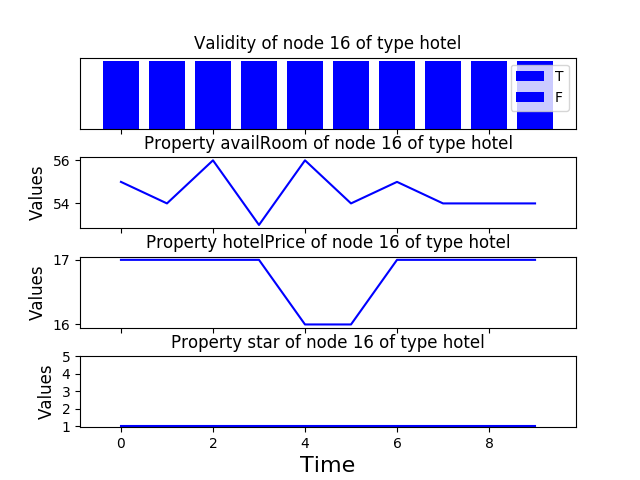 Validity of node 16 of type hotel
T
F
Property availRoom of node 16 of type hotel
56
54
Values
Property hotelPrice of node 16 of type hotel
17
16
Values
Property star of node 16 of type hotel
5
4
3
2
1
Values
0 2 4 6 8
Time